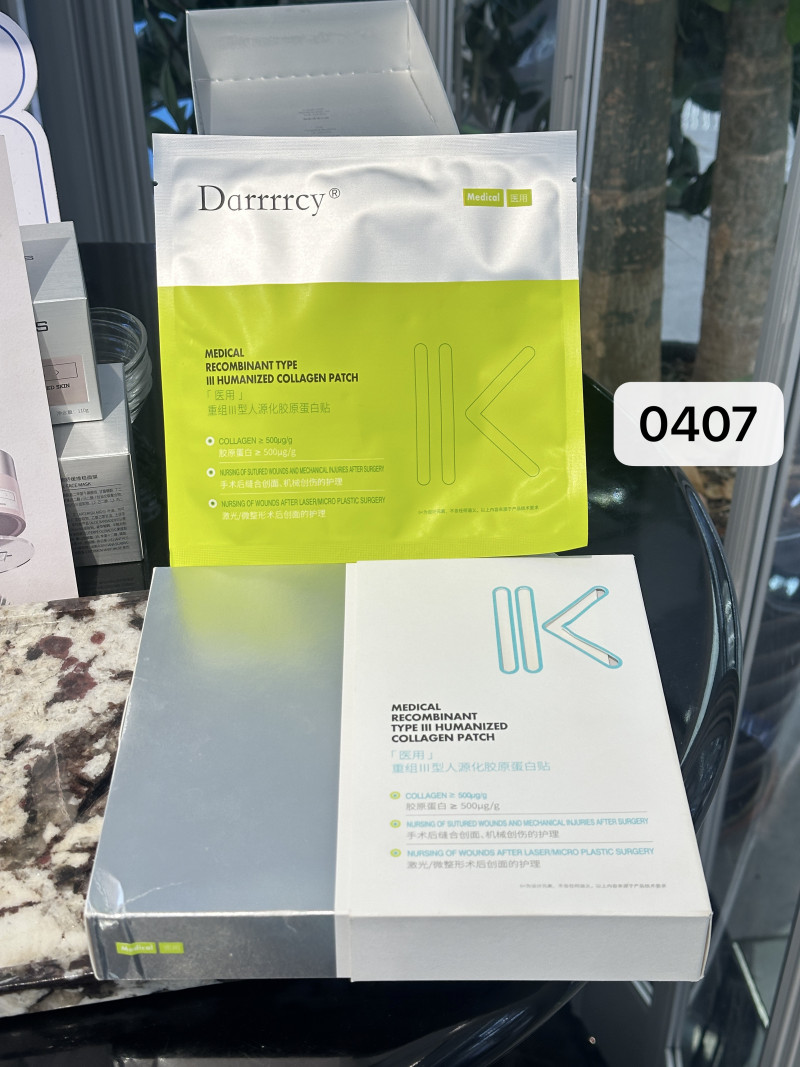 Darrrrcy®
Medical 医用
MEDICAL
RECOMBINANT TYPE
III HUMANIZED COLLAGEN PATCH
「医用」
重组III型人源化胶原蛋白贴
COLLAGEN ≥ 500μg/g
胶原蛋白 ≥ 500μg/g
NURSING OF SUTURED WOUNDS AND MECHANICAL INJURIES AFTER SURGERY
手术后缝合创面、机械创伤的护理
NURSING OF WOUNDS AFTER LASER/MICRO PLASTIC SURGERY
激光/微整形术后创面的护理
0407
S
ED SKIN
MEDICAL
RECOMBINANT
TYPE III HUMANIZED
COLLAGEN PATCH
「医用」
重组III型人源化胶原蛋白贴
COLLAGEN ≥ 500μg/g
胶原蛋白 ≥ 500μg/g
NURSING OF SUTURED WOUNDS AND MECHANICAL INJURIES AFTER SURGERY
手术后缝合创面、机械创伤的护理
NURSING OF WOUNDS AFTER LASER/MICRO PLASTIC SURGERY
激光/微整形术后创面的护理
Medical 医用